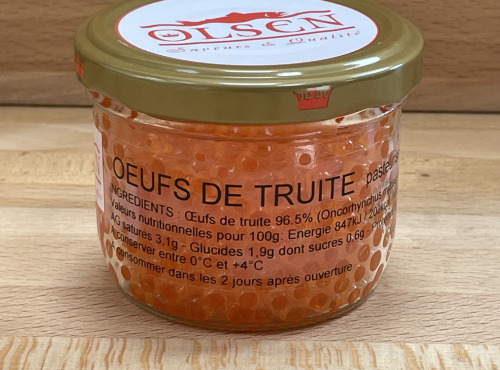 OLSEN
Saveurs & Qualité
OEUFS DE TRUITE
NGREDIENTS : Œufs de truite 96.5%
Valeurs nutritionnelles pour 100g: Energie 847kJ /
AG saturés 3,1g - Glucides 1,9g dont sucres 0,6g -
A conserver entre 0°C et +4°C
consommer dans les 2 jours après ouverture